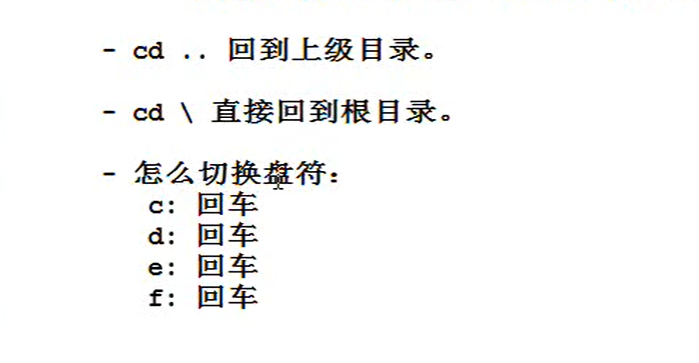 - cd .. 回到上级目录。
- cd \ 直接回到根目录。
- 怎么切换盘符：
c: 回车
d: 回车
e: 回车
f: 回车